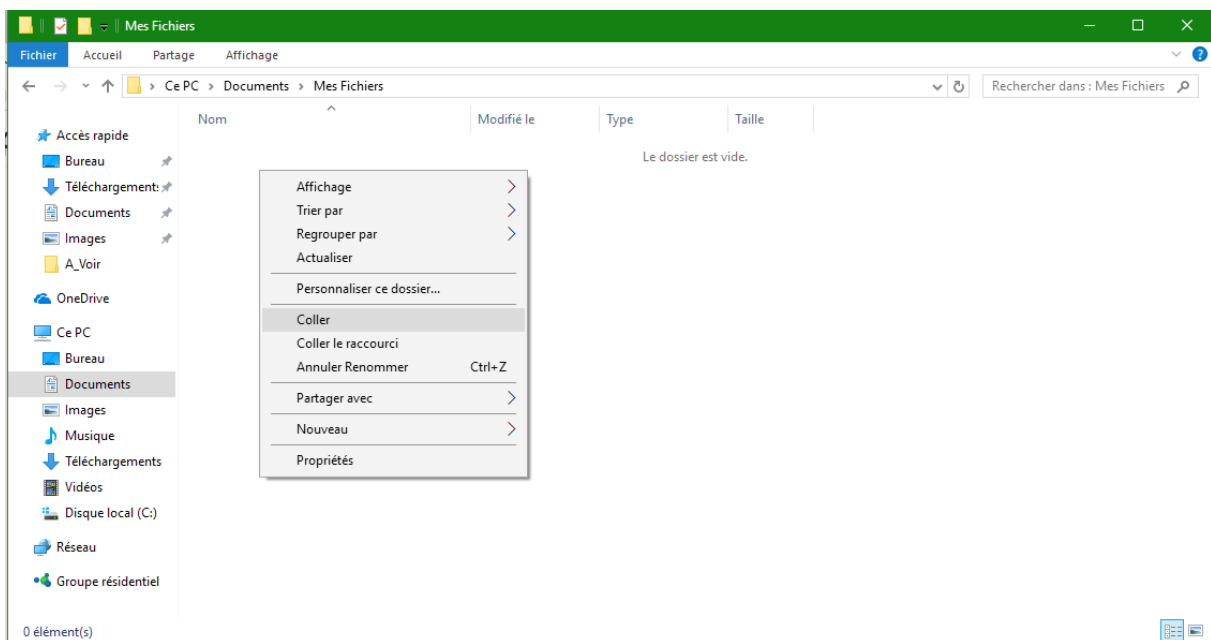 Mes Fichiers
Fichier Accueil Partage Affichage
Ce PC > Documents > Mes Fichiers
Rechercher dans : Mes Fichiers
Nom Modifié le Type Taille
Le dossier est vide.
Accès rapide
Bureau
Téléchargement:
Documents
Images
A_Voir
OneDrive
Ce PC
Bureau
Documents
Images
Musique
Téléchargements
Vidéos
Disque local (C:)
Réseau
Groupe résidentiel
Affichage
Trier par
Regrouper par
Actualiser
Personnaliser ce dossier...
Coller
Coller le raccourci
Annuler Renommer Ctrl+Z
Partager avec
Nouveau
Propriétés
0 élément(s)